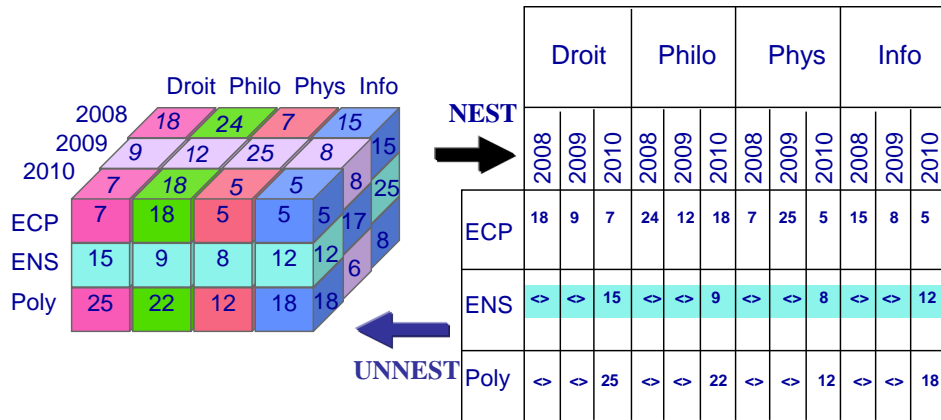 Droit Philo Phys Info
2008 18 24 7 15
2009 9 12 25 8 15
2010 7 18 5 5 8 25
ECP 7 18 5 5 5 17 8
ENS 15 9 8 12 12 6
Poly 25 22 12 18 18
NEST
UNNEST
Droit Philo Phys Info
2008 2009 2010 2008 2009 2010 2008 2009 2010 2008 2009 2010
ECP 18 9 7 24 12 18 7 25 5 15 8 5
ENS <> <> 15 <> <> 9 <> <> 8 <> <> 12
Poly <> <> 25 <> <> 22 <> <> 12 <> <> 18